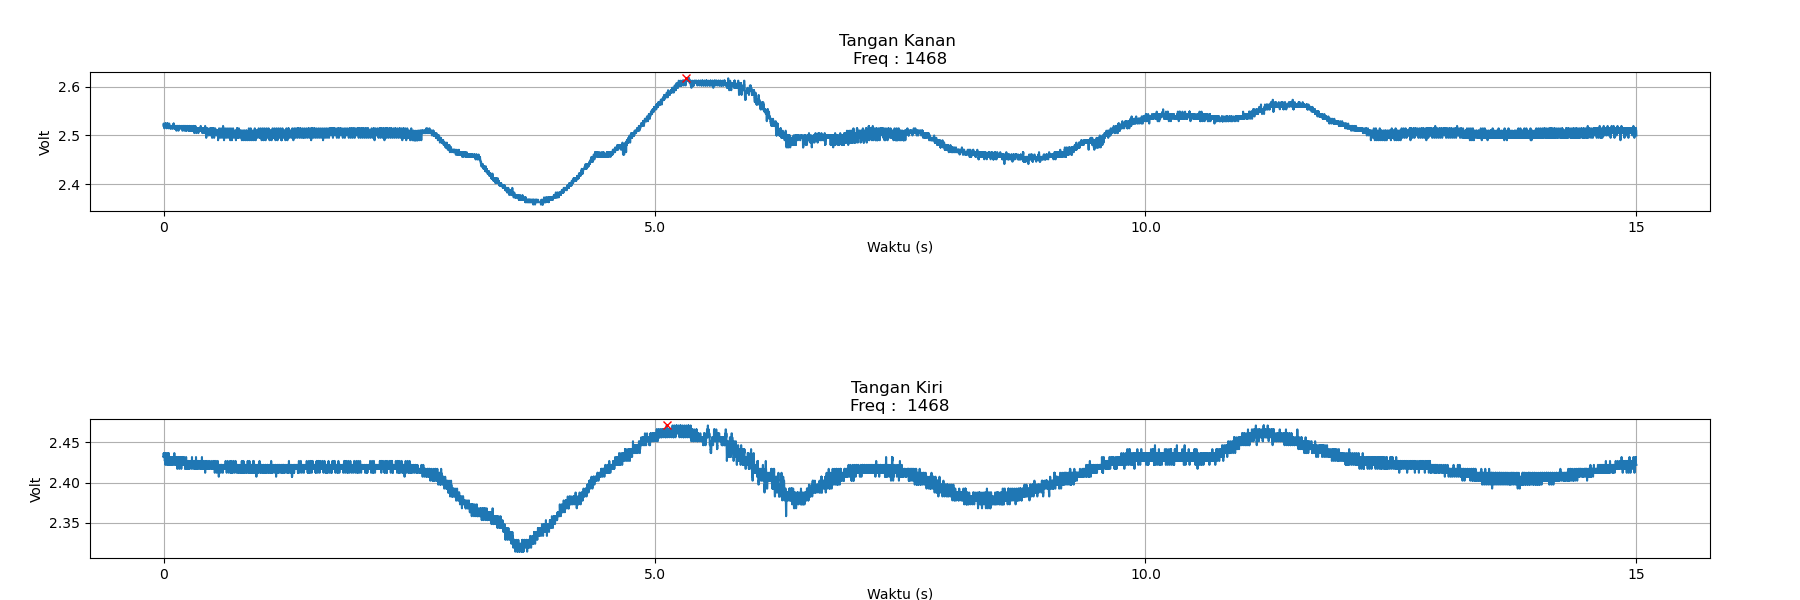 Tangan Kanan
Freq : 1468
2.6
2.5
2.4
Volt
0 5.0 10.0 15
Waktu (s)
Tangan Kiri
Freq :  1468
2.45
2.40
2.35
Volt
0 5.0 10.0 15
Waktu (s)